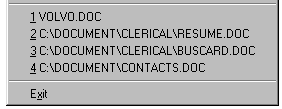 1 VOLVO.DOC
2 C:\DOCUMENT\CLERICAL\RESUME.DOC
3 C:\DOCUMENT\CLERICAL\BUSCARD.DOC
4 C:\DOCUMENT\CONTACTS.DOC
Exit